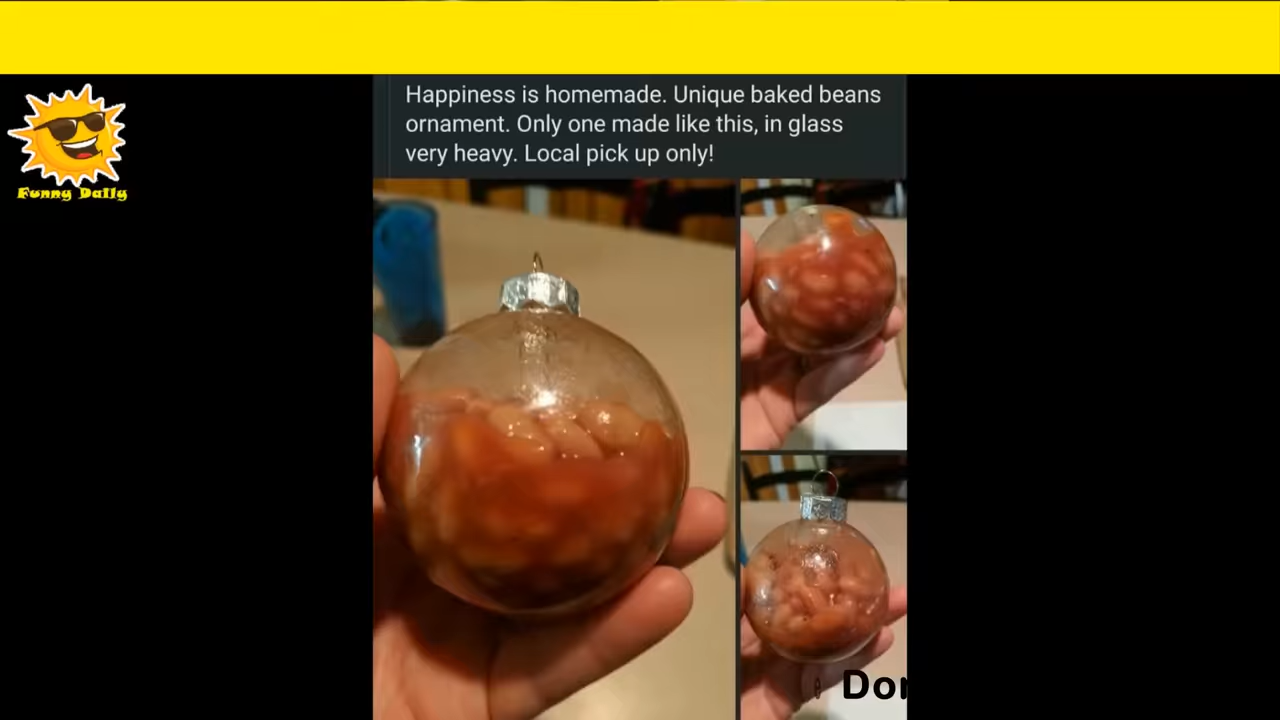 Happiness is homemade. Unique baked beans
ornament. Only one made like this, in glass
very heavy. Local pick up only!
Funny Daily
Dor